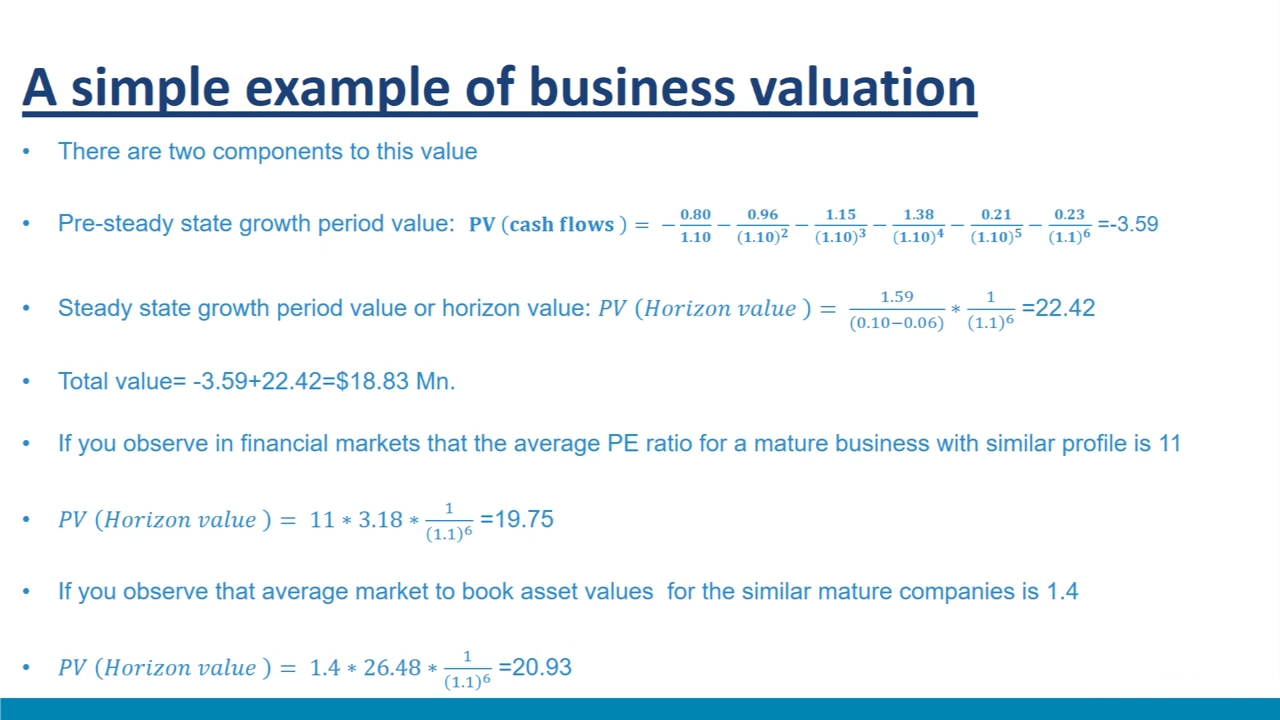 A simple example of business valuation
• There are two components to this value
• Pre-steady state growth period value: PV (cash flows ) = − 0.80/1.10 − 0.96/(1.10)^2 − 1.15/(1.10)^3 − 1.38/(1.10)^4 − 0.21/(1.10)^5 − 0.23/(1.1)^6 =-3.59
• Steady state growth period value or horizon value: PV (Horizon value ) = 1.59/(0.10−0.06) * 1/(1.1)^6 =22.42
• Total value= -3.59+22.42=$18.83 Mn.
• If you observe in financial markets that the average PE ratio for a mature business with similar profile is 11
• PV (Horizon value ) = 11 * 3.18 * 1/(1.1)^6 =19.75
• If you observe that average market to book asset values for the similar mature companies is 1.4
• PV (Horizon value ) = 1.4 * 26.48 * 1/(1.1)^6 =20.93